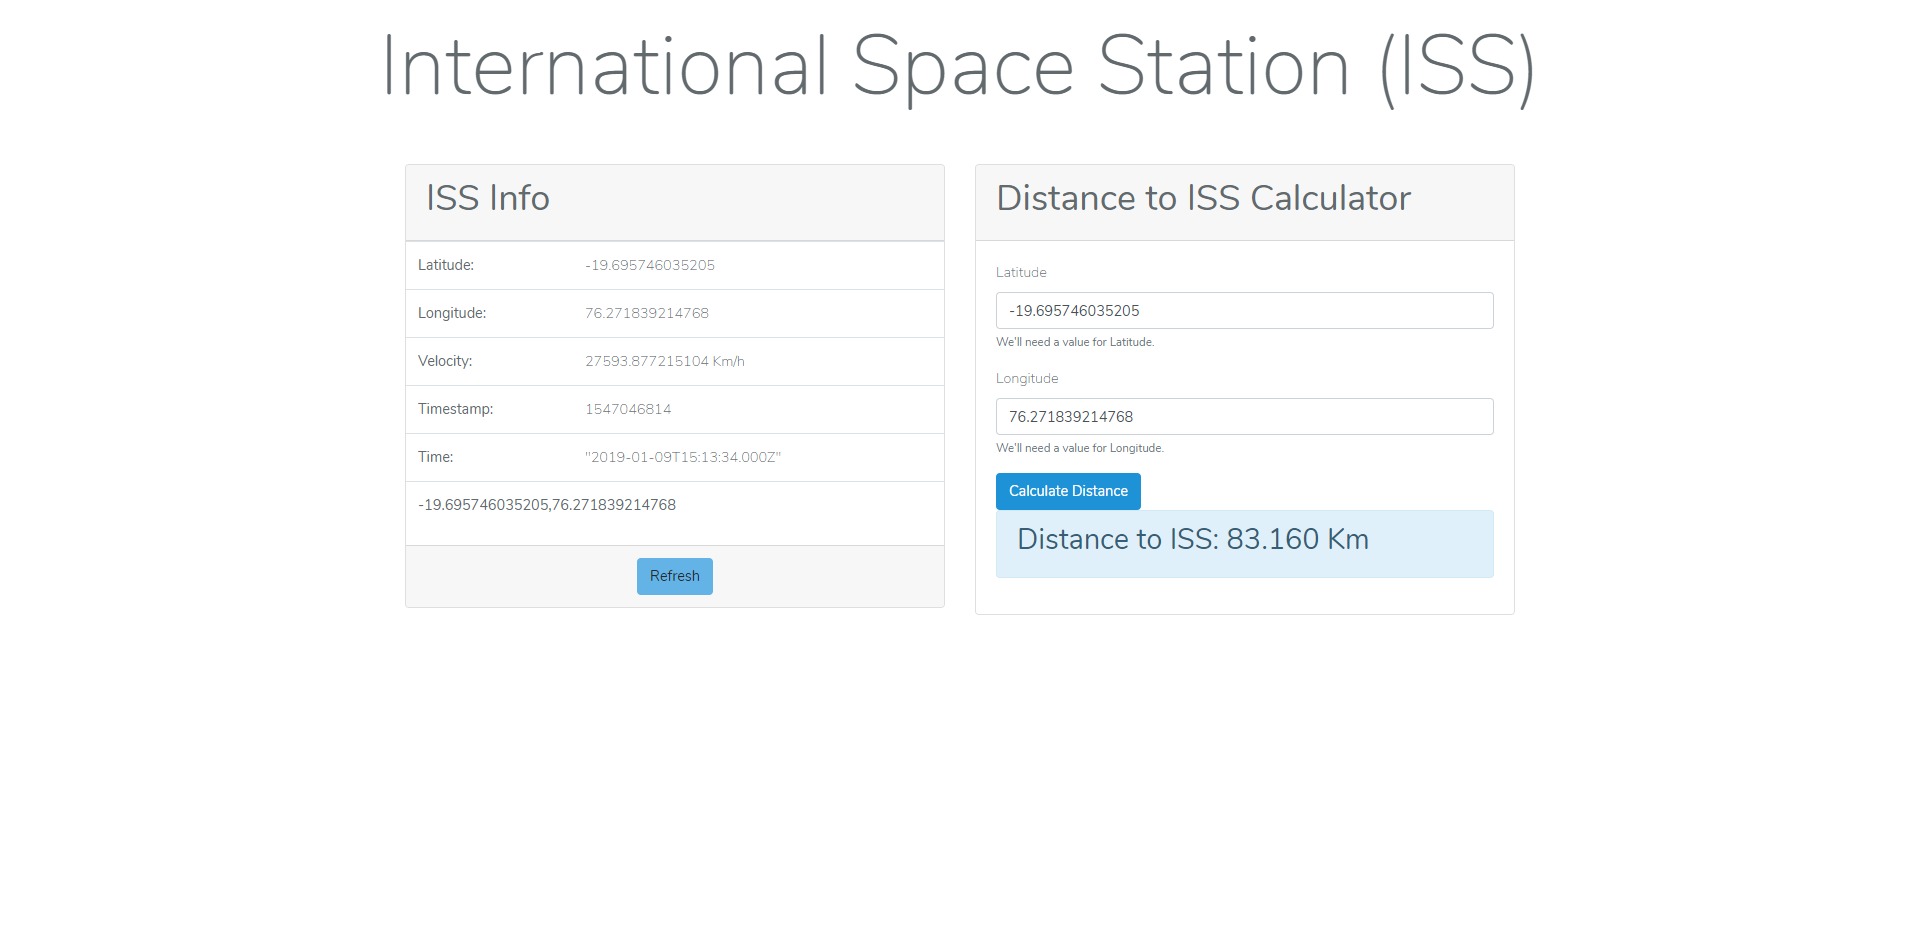 International Space Station (ISS)
ISS Info
Latitude: -19.695746035205
Longitude: 76.271839214768
Velocity: 27593.877215104 Km/h
Timestamp: 1547046814
Time: "2019-01-09T15:13:34.000Z"
-19.695746035205,76.271839214768
Refresh
Distance to ISS Calculator
Latitude
-19.695746035205
We'll need a value for Latitude.
Longitude
76.271839214768
We'll need a value for Longitude.
Calculate Distance
Distance to ISS: 83.160 Km